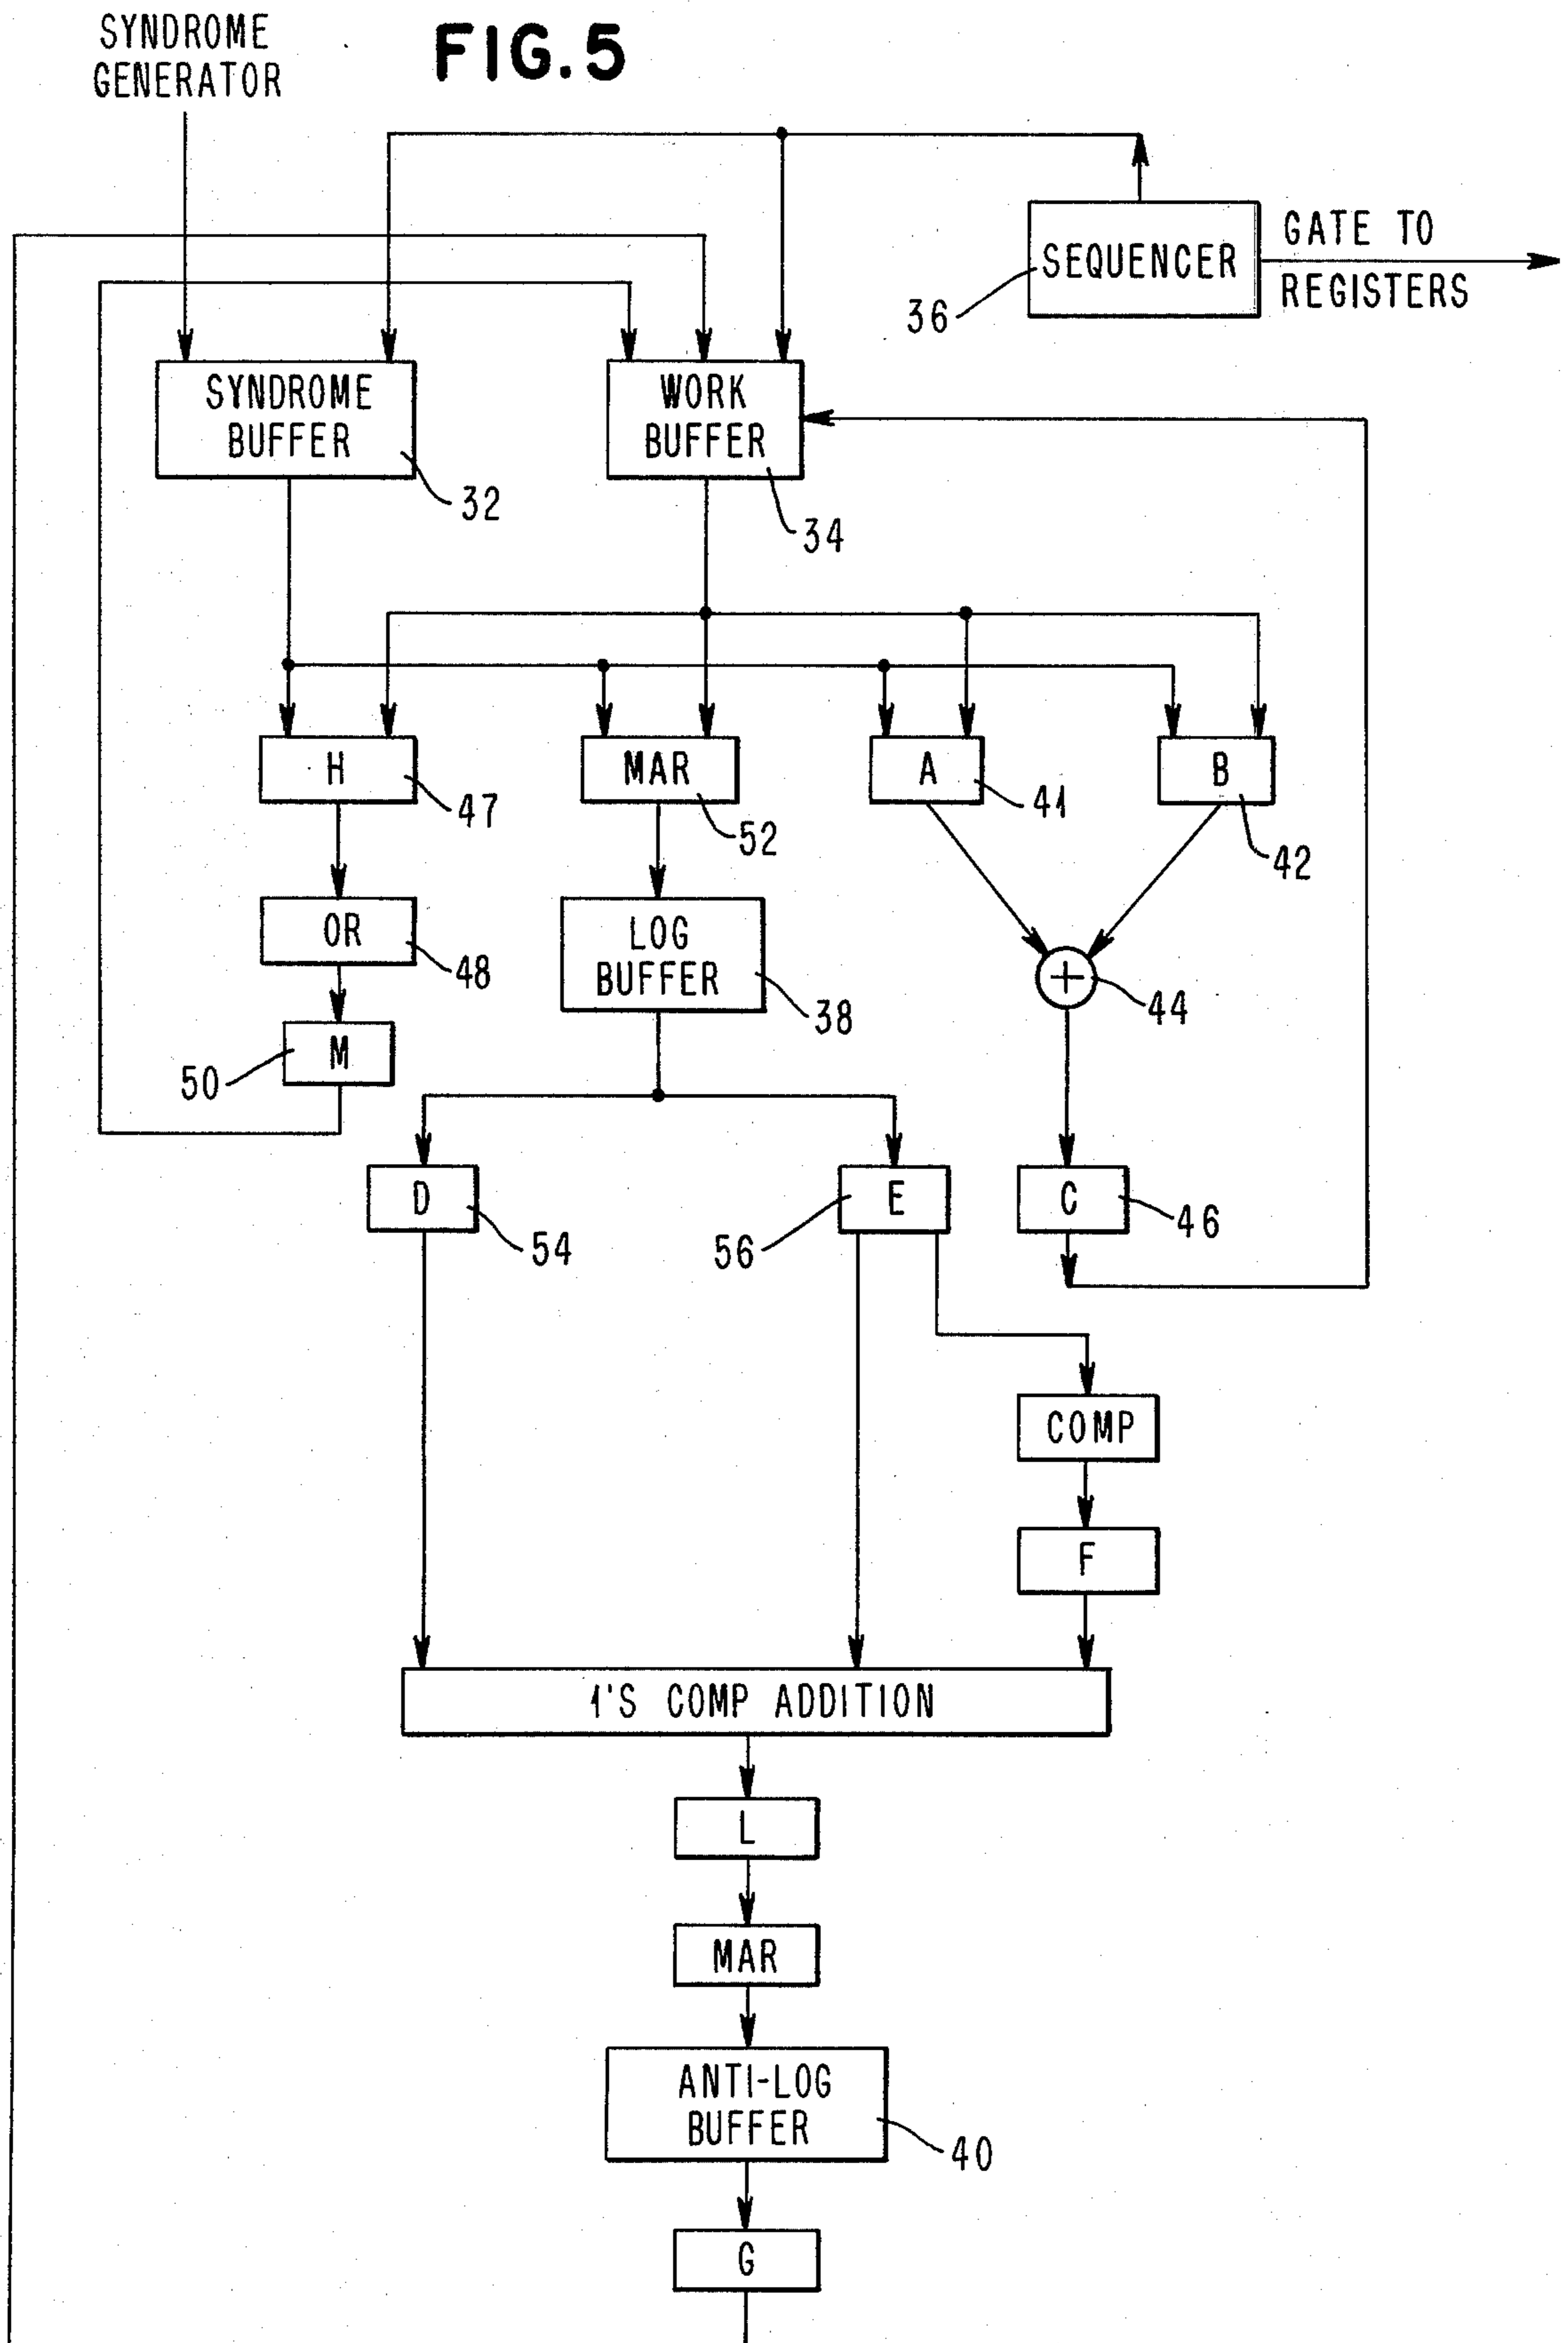 SYNDROME
GENERATOR
FIG.5
SEQUENCER
36
GATE TO
REGISTERS
SYNDROME
BUFFER
32
WORK
BUFFER
34
H
47
MAR
52
A
41
B
42
OR
48
LOG
BUFFER
38
+
44
M
50
D
54
E
56
C
46
COMP
F
1'S COMP ADDITION
L
MAR
ANTI-LOG
BUFFER
40
G